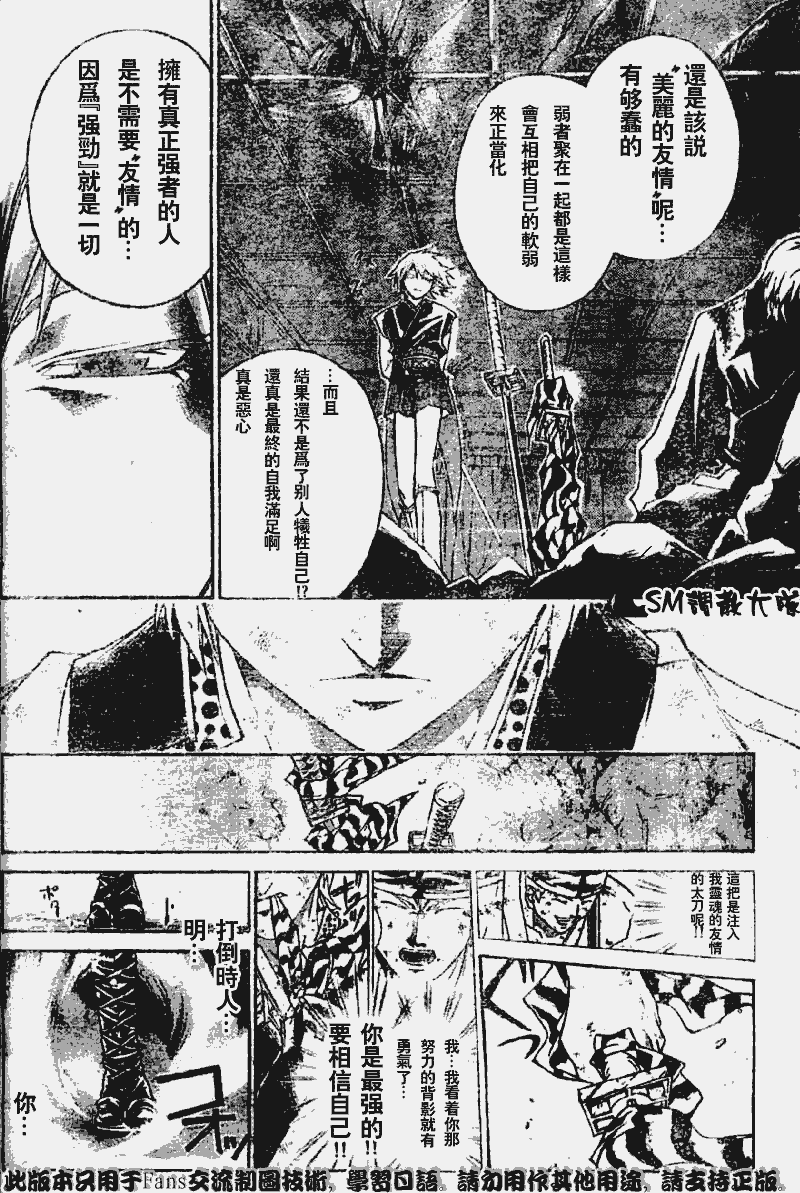 還是該說
〝美麗的友情〞呢…
有够蠢的
弱者聚在一起都是這樣
會互相把自己的軟弱
來正當化
擁有真正强者的人
是不需要〝友情〞的…
因爲『强勁』就是一切
…而且
結果還不是爲了别人犧牲自己!?
還真是最終的自我滿足啊
真是惡心
SM調教大隊
這把是注入
我靈魂的友情
的太刀呢!!
我…我看着你那
努力的背影就有
勇氣了…
你是最强的!!
要相信自己!!
打倒時人…
明…
你…
此版本只用于Fans交流制圖技術, 學習日語, 請勿用作其他用途, 請支持正版.